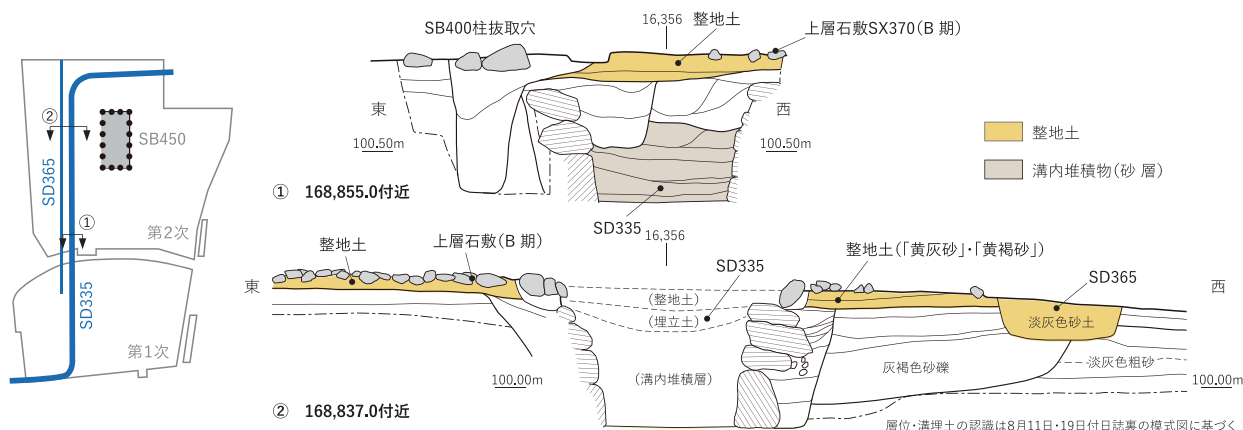 ②
SB450
SD365
①
第2次
SD335
第1次
SB400柱抜取穴
16,356
整地土
上層石敷SX370(B 期)
東
西
100.50m
100.50m
① 168,855.0付近
SD335
整地土
溝内堆積物(砂 層)
16,356
整地土
上層石敷(B 期)
SD335
整地土(「黄灰砂」・「黄褐砂」)
SD365
東
西
(整地土)
(埋立土)
淡灰色砂土
(溝内堆積層)
灰褐色砂礫
淡灰色粗砂
100.00m
100.00m
② 168,837.0付近
層位・溝埋土の認識は8月11日・19日付日誌裏の模式図に基づく